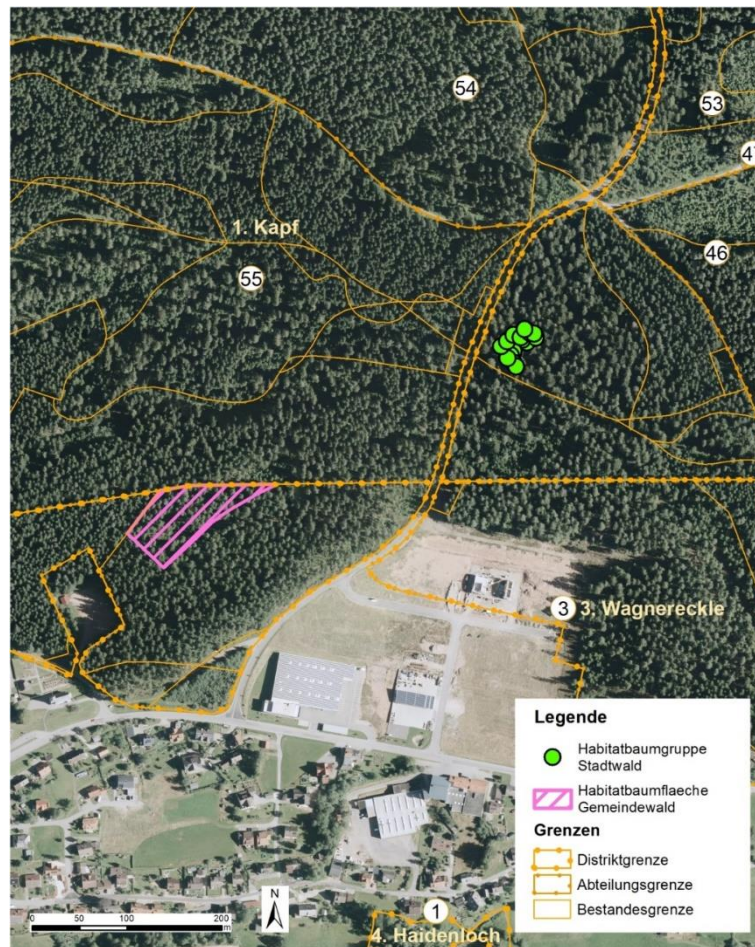 54
53
47
1. Kapf
46
55
3
3. Wagnereckle
Legende
Habitatbaumgruppe
Stadtwald
Habitatbaumflaeche
Gemeindewald
Grenzen
Distriktgrenze
Abteilungsgrenze
Bestandesgrenze
N
0 50 100 200
m
1
4. Haidenloch